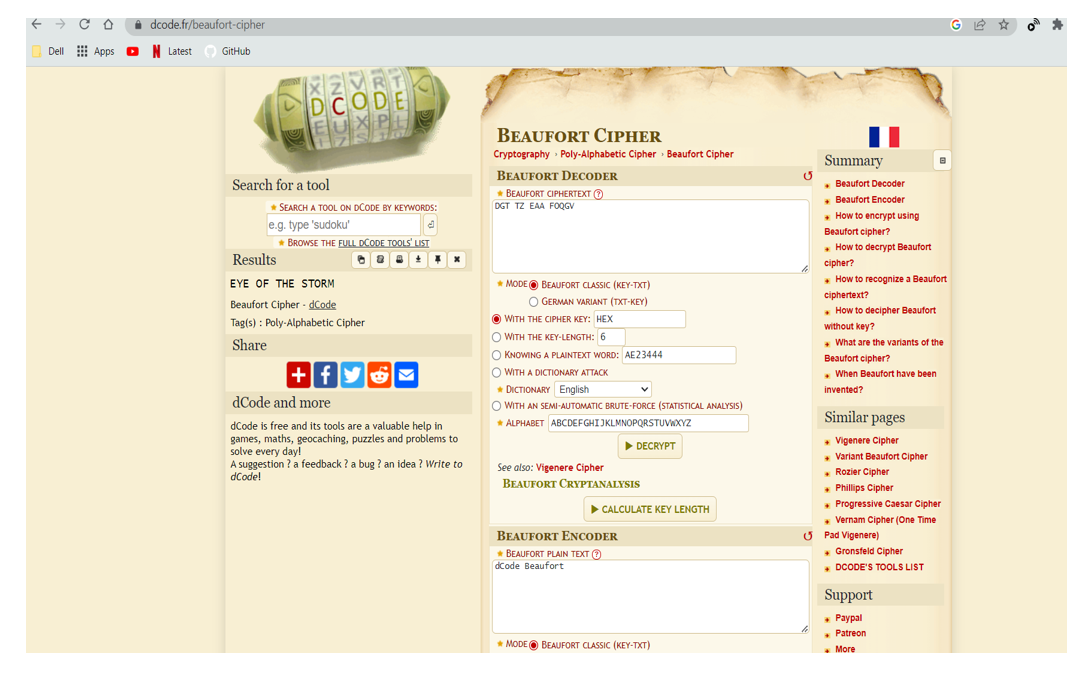 dcode.fr/beaufort-cipher
Dell Apps Latest GitHub
XZVRT
DCODE
Search for a tool
SEARCH A TOOL ON DCODE BY KEYWORDS:
e.g. type 'sudoku'
BROWSE THE FULL DCODE TOOLS' LIST
Results
EYE OF THE STORM
Beaufort Cipher - dCode
Tag(s) : Poly-Alphabetic Cipher
Share
dCode and more
dCode is free and its tools are a valuable help in
games, maths, geocaching, puzzles and problems to
solve every day!
A suggestion ? a feedback ? a bug ? an idea ? Write to
dCode!
BEAUFORT CIPHER
Cryptography › Poly-Alphabetic Cipher › Beaufort Cipher
BEAUFORT DECODER
★ BEAUFORT CIPHERTEXT ?
DGT TZ EAA FOQGV
★ MODE BEAUFORT CLASSIC (KEY-TXT)
GERMAN VARIANT (TXT-KEY)
WITH THE CIPHER KEY: HEX
WITH THE KEY-LENGTH: 6
KNOWING A PLAINTEXT WORD: AE23444
WITH A DICTIONARY ATTACK
★ DICTIONARY English
WITH AN SEMI-AUTOMATIC BRUTE-FORCE (STATISTICAL ANALYSIS)
★ ALPHABET ABCDEFGHIJKLMNOPQRSTUVWXYZ
▶ DECRYPT
See also: Vigenere Cipher
BEAUFORT CRYPTANALYSIS
▶ CALCULATE KEY LENGTH
BEAUFORT ENCODER
★ BEAUFORT PLAIN TEXT ?
dCode Beaufort
★ MODE BEAUFORT CLASSIC (KEY-TXT)
Summary
Beaufort Decoder
Beaufort Encoder
How to encrypt using
Beaufort cipher?
How to decrypt Beaufort
cipher?
How to recognize a Beaufort
ciphertext?
How to decipher Beaufort
without key?
What are the variants of the
Beaufort cipher?
When Beaufort have been
invented?
Similar pages
Vigenere Cipher
Variant Beaufort Cipher
Rozier Cipher
Phillips Cipher
Progressive Caesar Cipher
Vernam Cipher (One Time
Pad Vigenere)
Gronsfeld Cipher
DCODE'S TOOLS LIST
Support
Paypal
Patreon
More